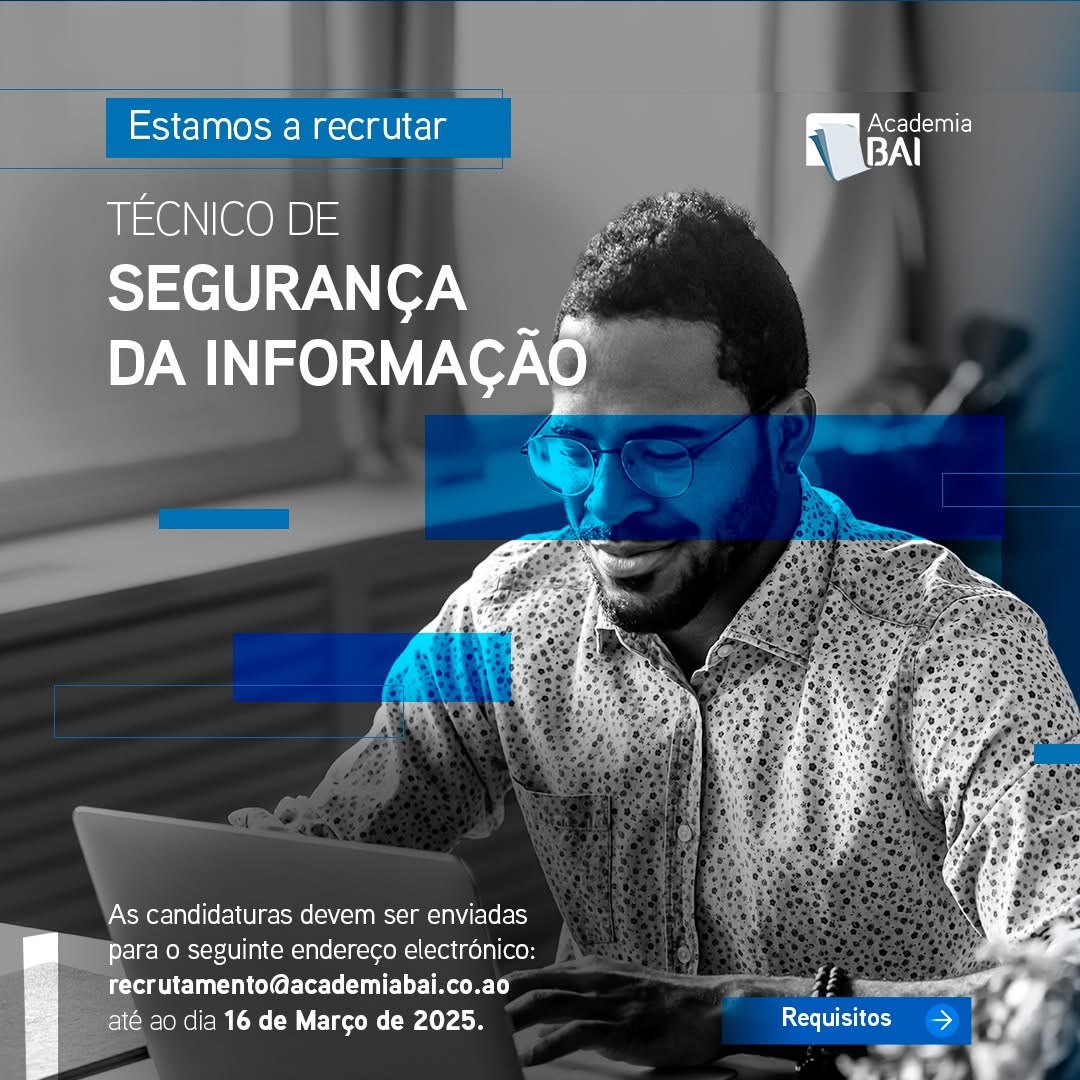 Estamos a recrutar
Academia
BAI
TÉCNICO DE
SEGURANÇA
DA INFORMAÇÃO
As candidaturas devem ser enviadas
para o seguinte endereço electrónico:
recrutamento@academiabai.co.ao
até ao dia 16 de Março de 2025.
Requisitos